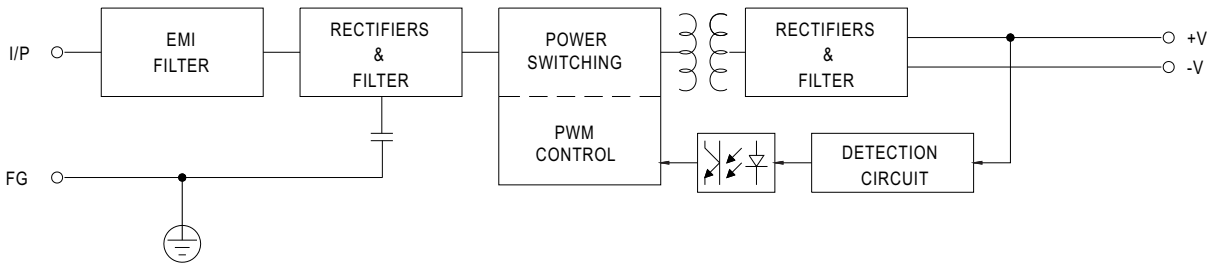 I/P
EMI
FILTER
RECTIFIERS
&
FILTER
POWER
SWITCHING
PWM
CONTROL
RECTIFIERS
&
FILTER
+V
-V
DETECTION
CIRCUIT
FG